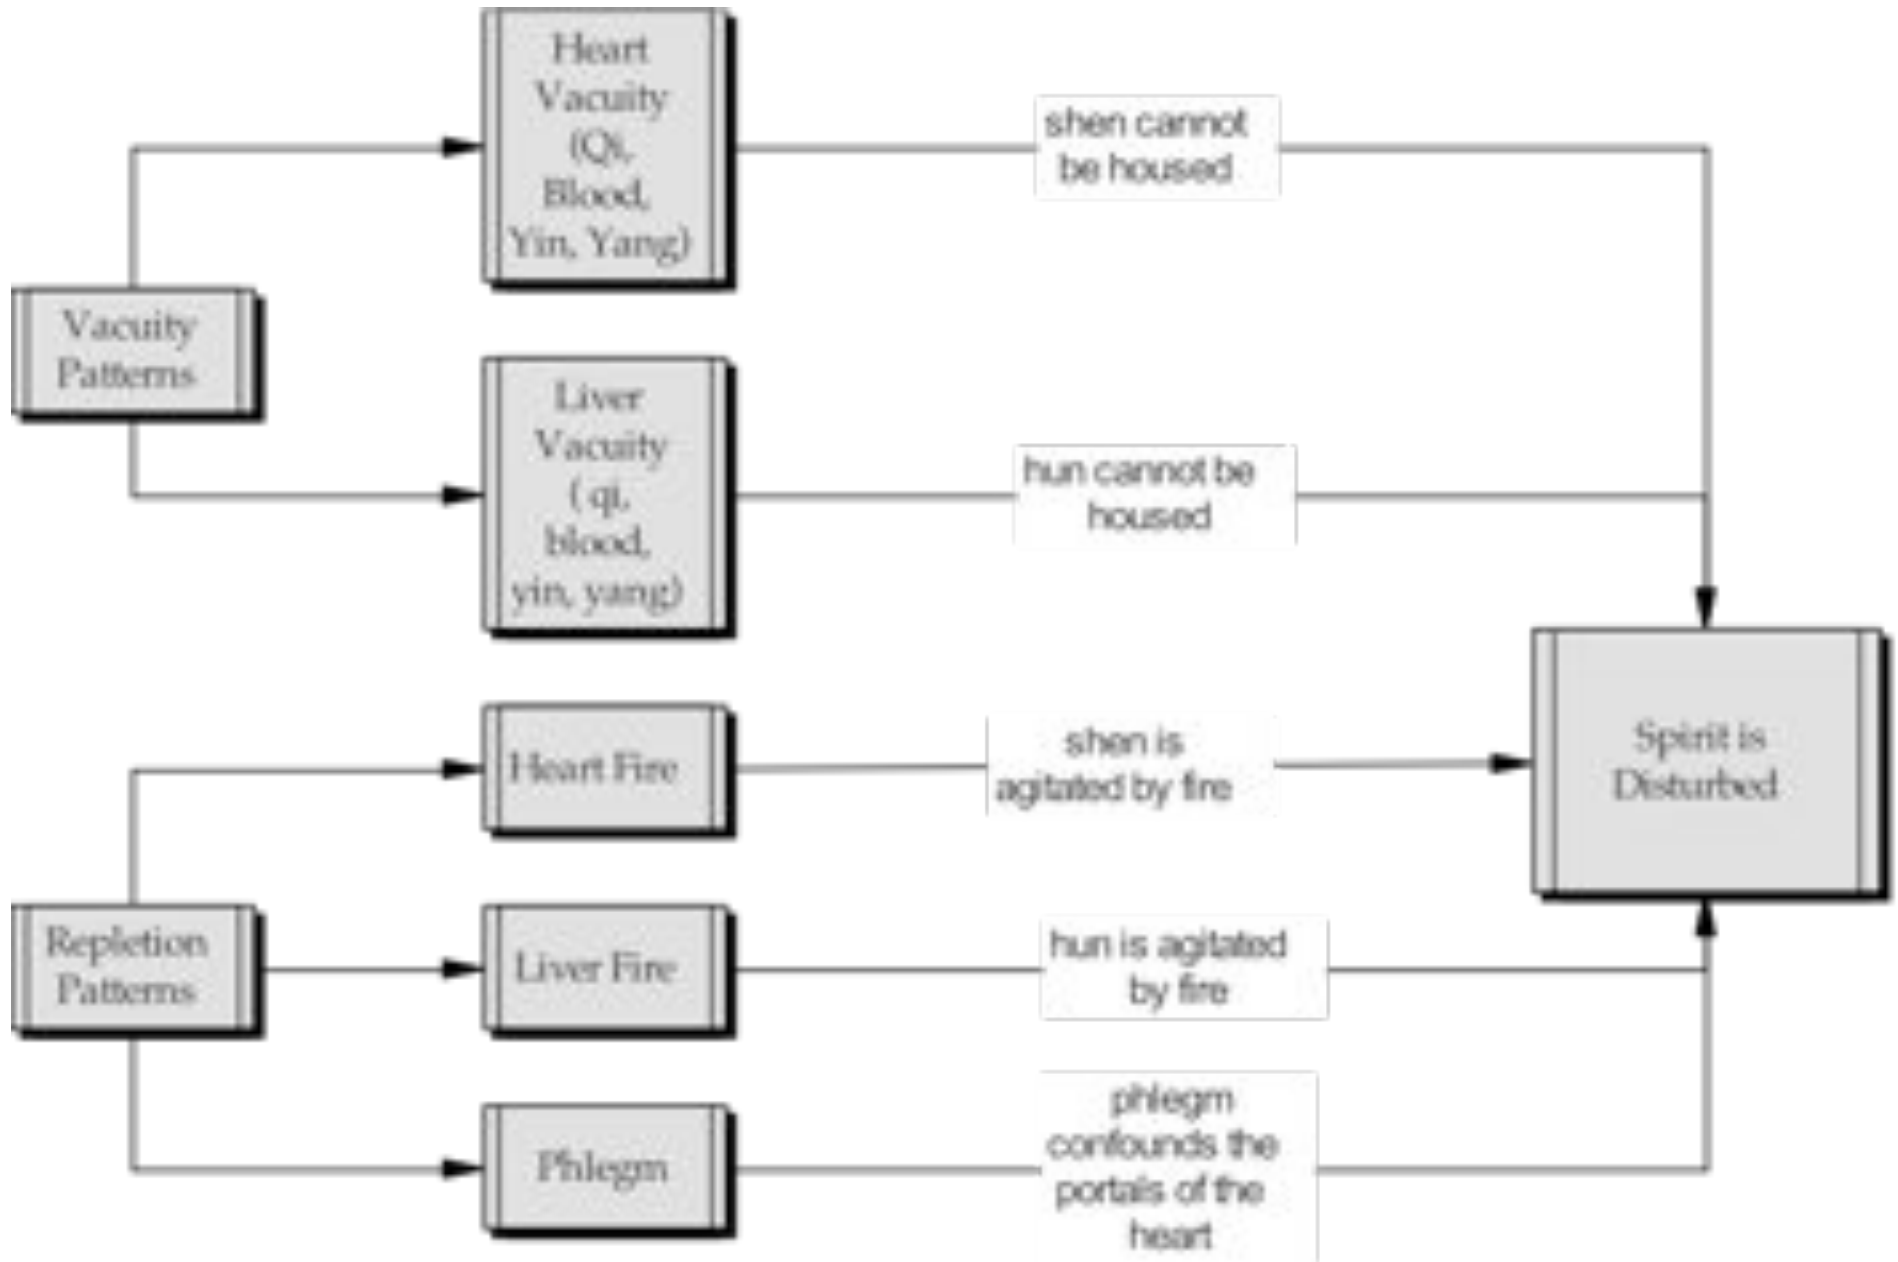 Heart
Vacuity
(Qi,
Blood,
Yin, Yang)
shen cannot
be housed
Vacuity
Patterns
Liver
Vacuity
( qi,
blood,
yin, yang)
hun cannot be
housed
Heart Fire
shen is
agitated by fire
Spirit is
Disturbed
Repletion
Patterns
Liver Fire
hun is agitated
by fire
Phlegm
phlegm
confounds the
portals of the
heart